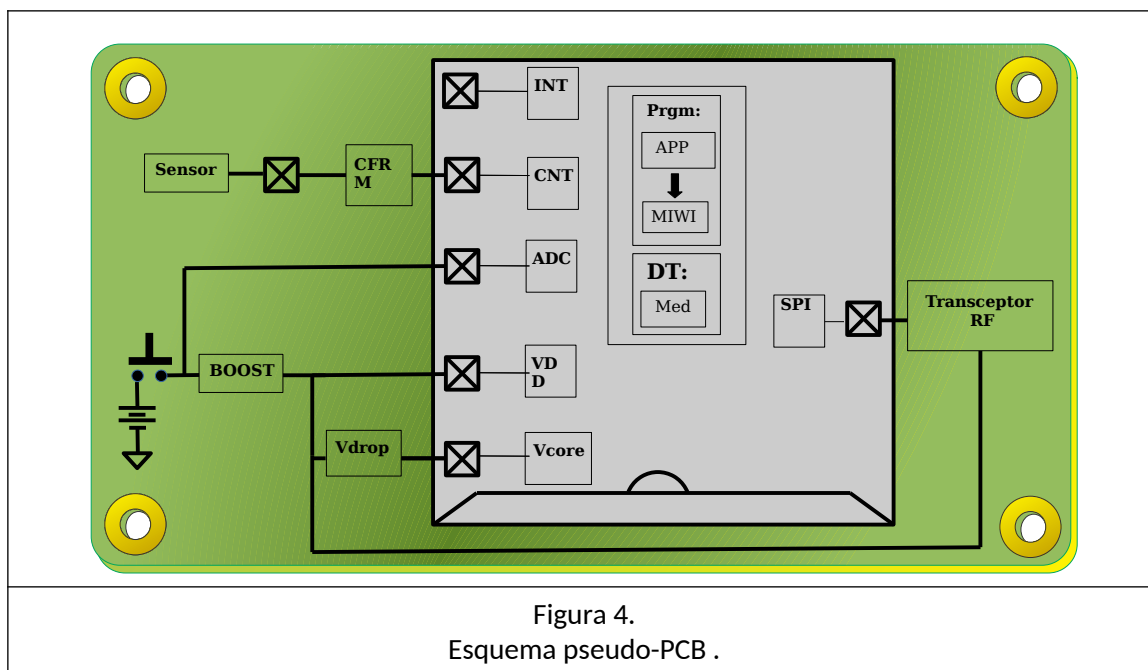 INT
Prgm:
APP
MIWI
Sensor
CFR
M
CNT
ADC
DT:
Med
SPI
Transceptor
RF
BOOST
VD
D
Vdrop
Vcore
Figura 4.
Esquema pseudo-PCB .